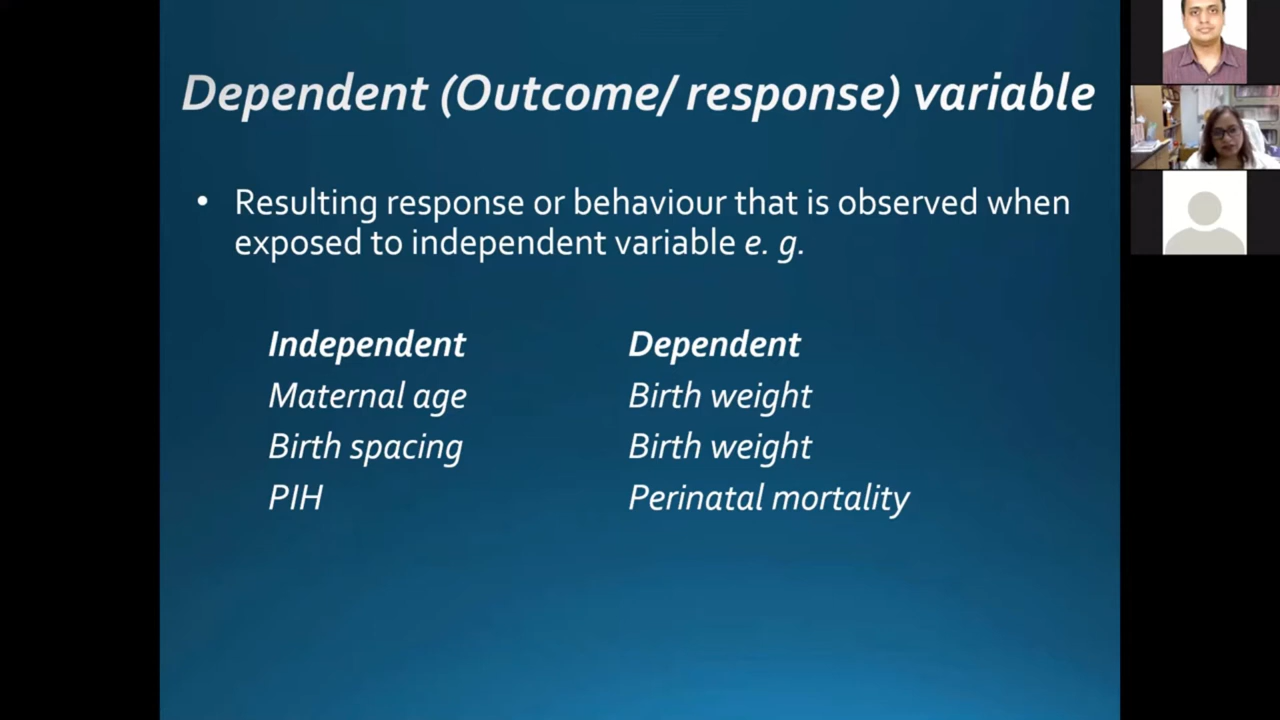 Dependent (Outcome/ response) variable
• Resulting response or behaviour that is observed when
exposed to independent variable e. g.
Independent Dependent
Maternal age Birth weight
Birth spacing Birth weight
PIH Perinatal mortality